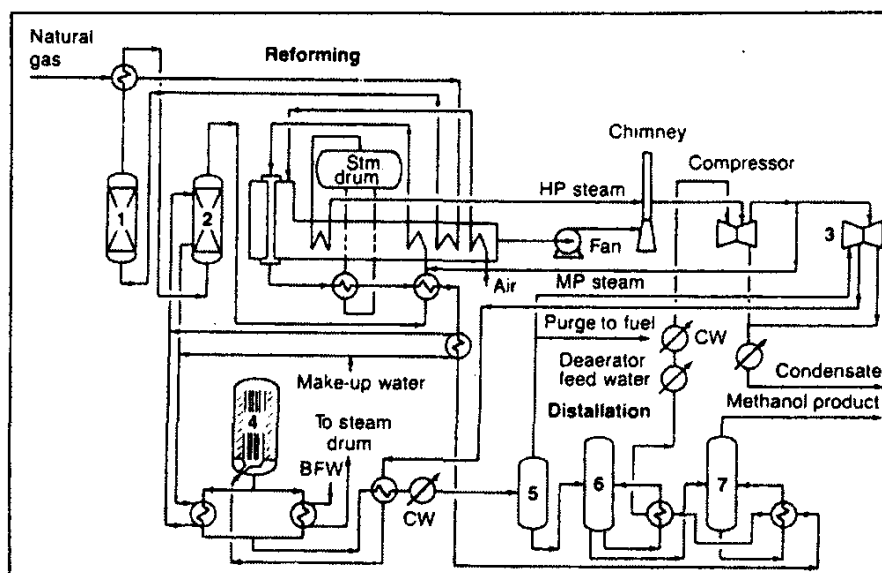 Natural
gas
Reforming
Chimney
Stm
drum
Compressor
HP steam
1
2
3
Fan
Air
MP steam
Purge to fuel
CW
Make-up water
Deaerator
feed water
Condensate
Methanol product
Distallation
4
To steam
drum
BFW
CW
5
6
7